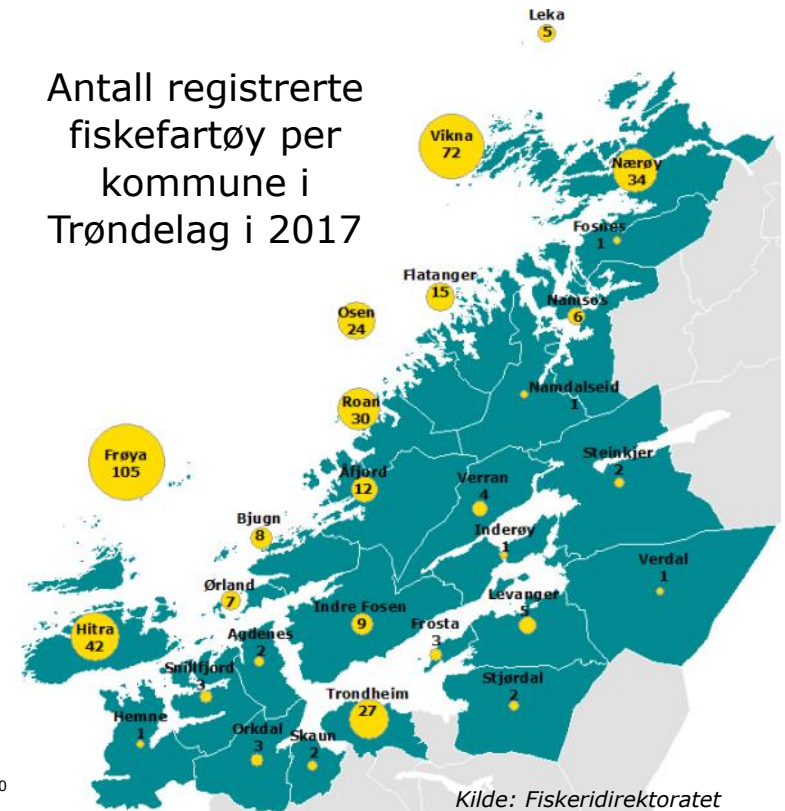 Leka
5
Antall registrerte
fiskefartøy per
kommune i
Trøndelag i 2017
Vikna
72
Nærøy
34
Fosnes
1
Flatanger
15
Namsos
6
Osen
24
Namdalseid
1
Roan
30
Frøya
105
Steinkjer
2
Åfjord
12
Verran
4
Bjugn
8
Inderøy
1
Verdal
1
Ørland
7
Levanger
5
Indre Fosen
9
Frosta
3
Hitra
42
Agdenes
2
Snillfjord
3
Stjørdal
2
Trondheim
27
Hemne
1
Orkdal
3
Skaun
2
0
Kilde: Fiskeridirektoratet